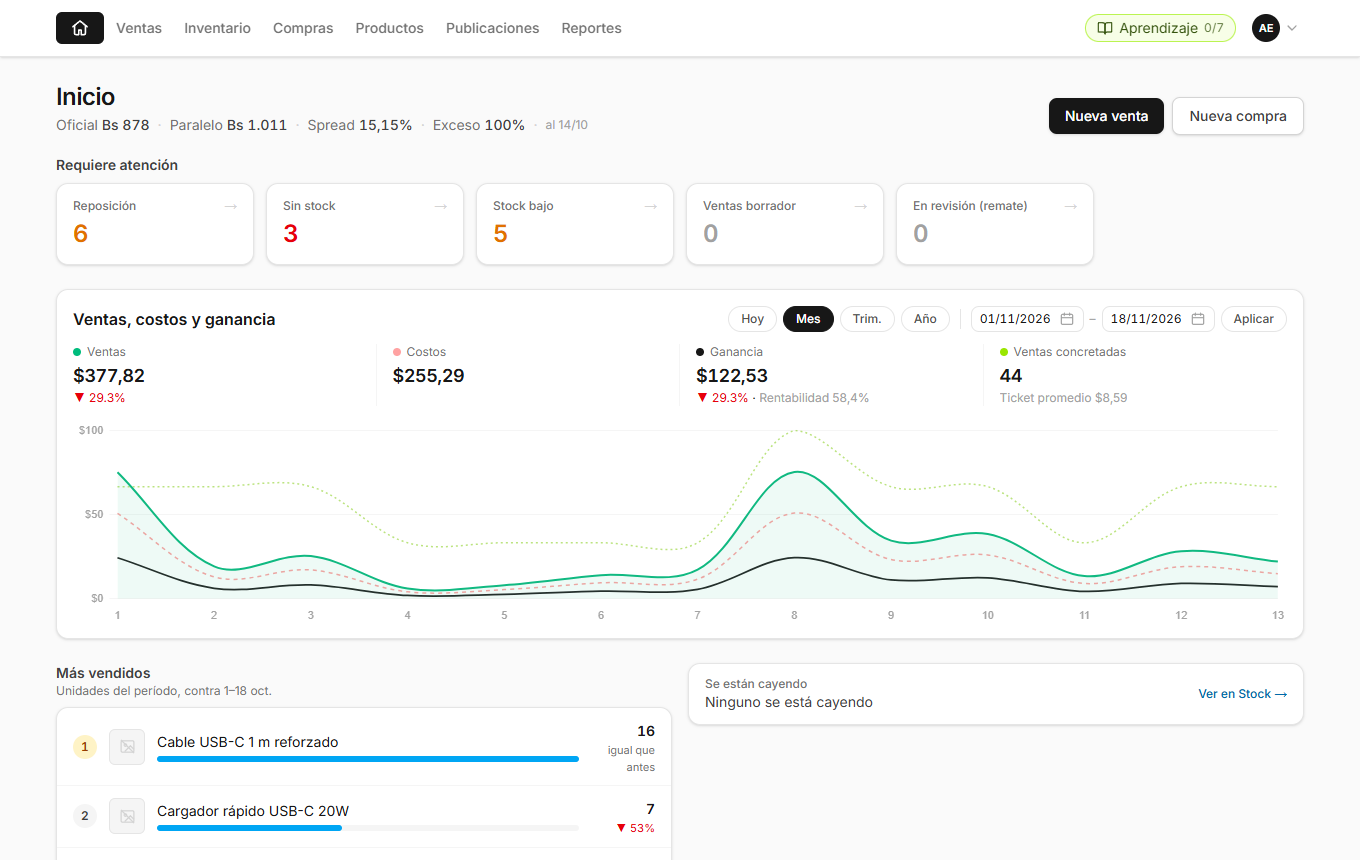 Ventas Inventario Compras Productos Publicaciones Reportes Aprendizaje 0/7 AE
Inicio
Oficial Bs 878 · Paralelo Bs 1.011 · Spread 15,15% · Exceso 100% · al 14/10
Nueva venta Nueva compra
Requiere atención
Reposición → Sin stock → Stock bajo → Ventas borrador → En revisión (remate) →
6 3 5 0 0
Ventas, costos y ganancia Hoy Mes Trim. Año 01/11/2026 – 18/11/2026 Aplicar
Ventas Costos Ganancia Ventas concretadas
$377,82 $255,29 $122,53 44
▼ 29.3% ▼ 29.3% · Rentabilidad 58,4% Ticket promedio $8,59
$100
$50
$0
1 2 3 4 5 6 7 8 9 10 11 12 13
Más vendidos
Unidades del período, contra 1–18 oct.
1 Cable USB-C 1 m reforzado 16
igual que
antes
2 Cargador rápido USB-C 20W 7
▼ 53%
Se están cayendo
Ninguno se está cayendo
Ver en Stock →